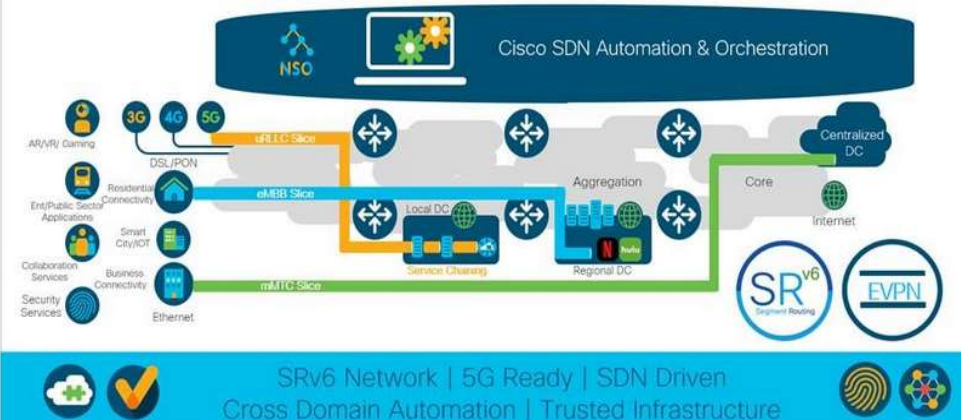 NSO
Cisco SDN Automation & Orchestration
AR/VR/ Gaming
3G
4G
5G
DSL/PON
uRLLC Slice
Centralized
DC
Ent/Public Sector
Applications
Residential
Connectivity
eMBB Slice
Aggregation
Core
Local DC
Internet
Smart
City/IOT
Collaboration
Services
Service Chaining
N
hulu
Regional DC
Business
Connectivity
mMTC Slice
Security
Services
Ethernet
SRv6
Segment Routing
EVPN
SRv6 Network | 5G Ready | SDN Driven
Cross Domain Automation | Trusted Infrastructure